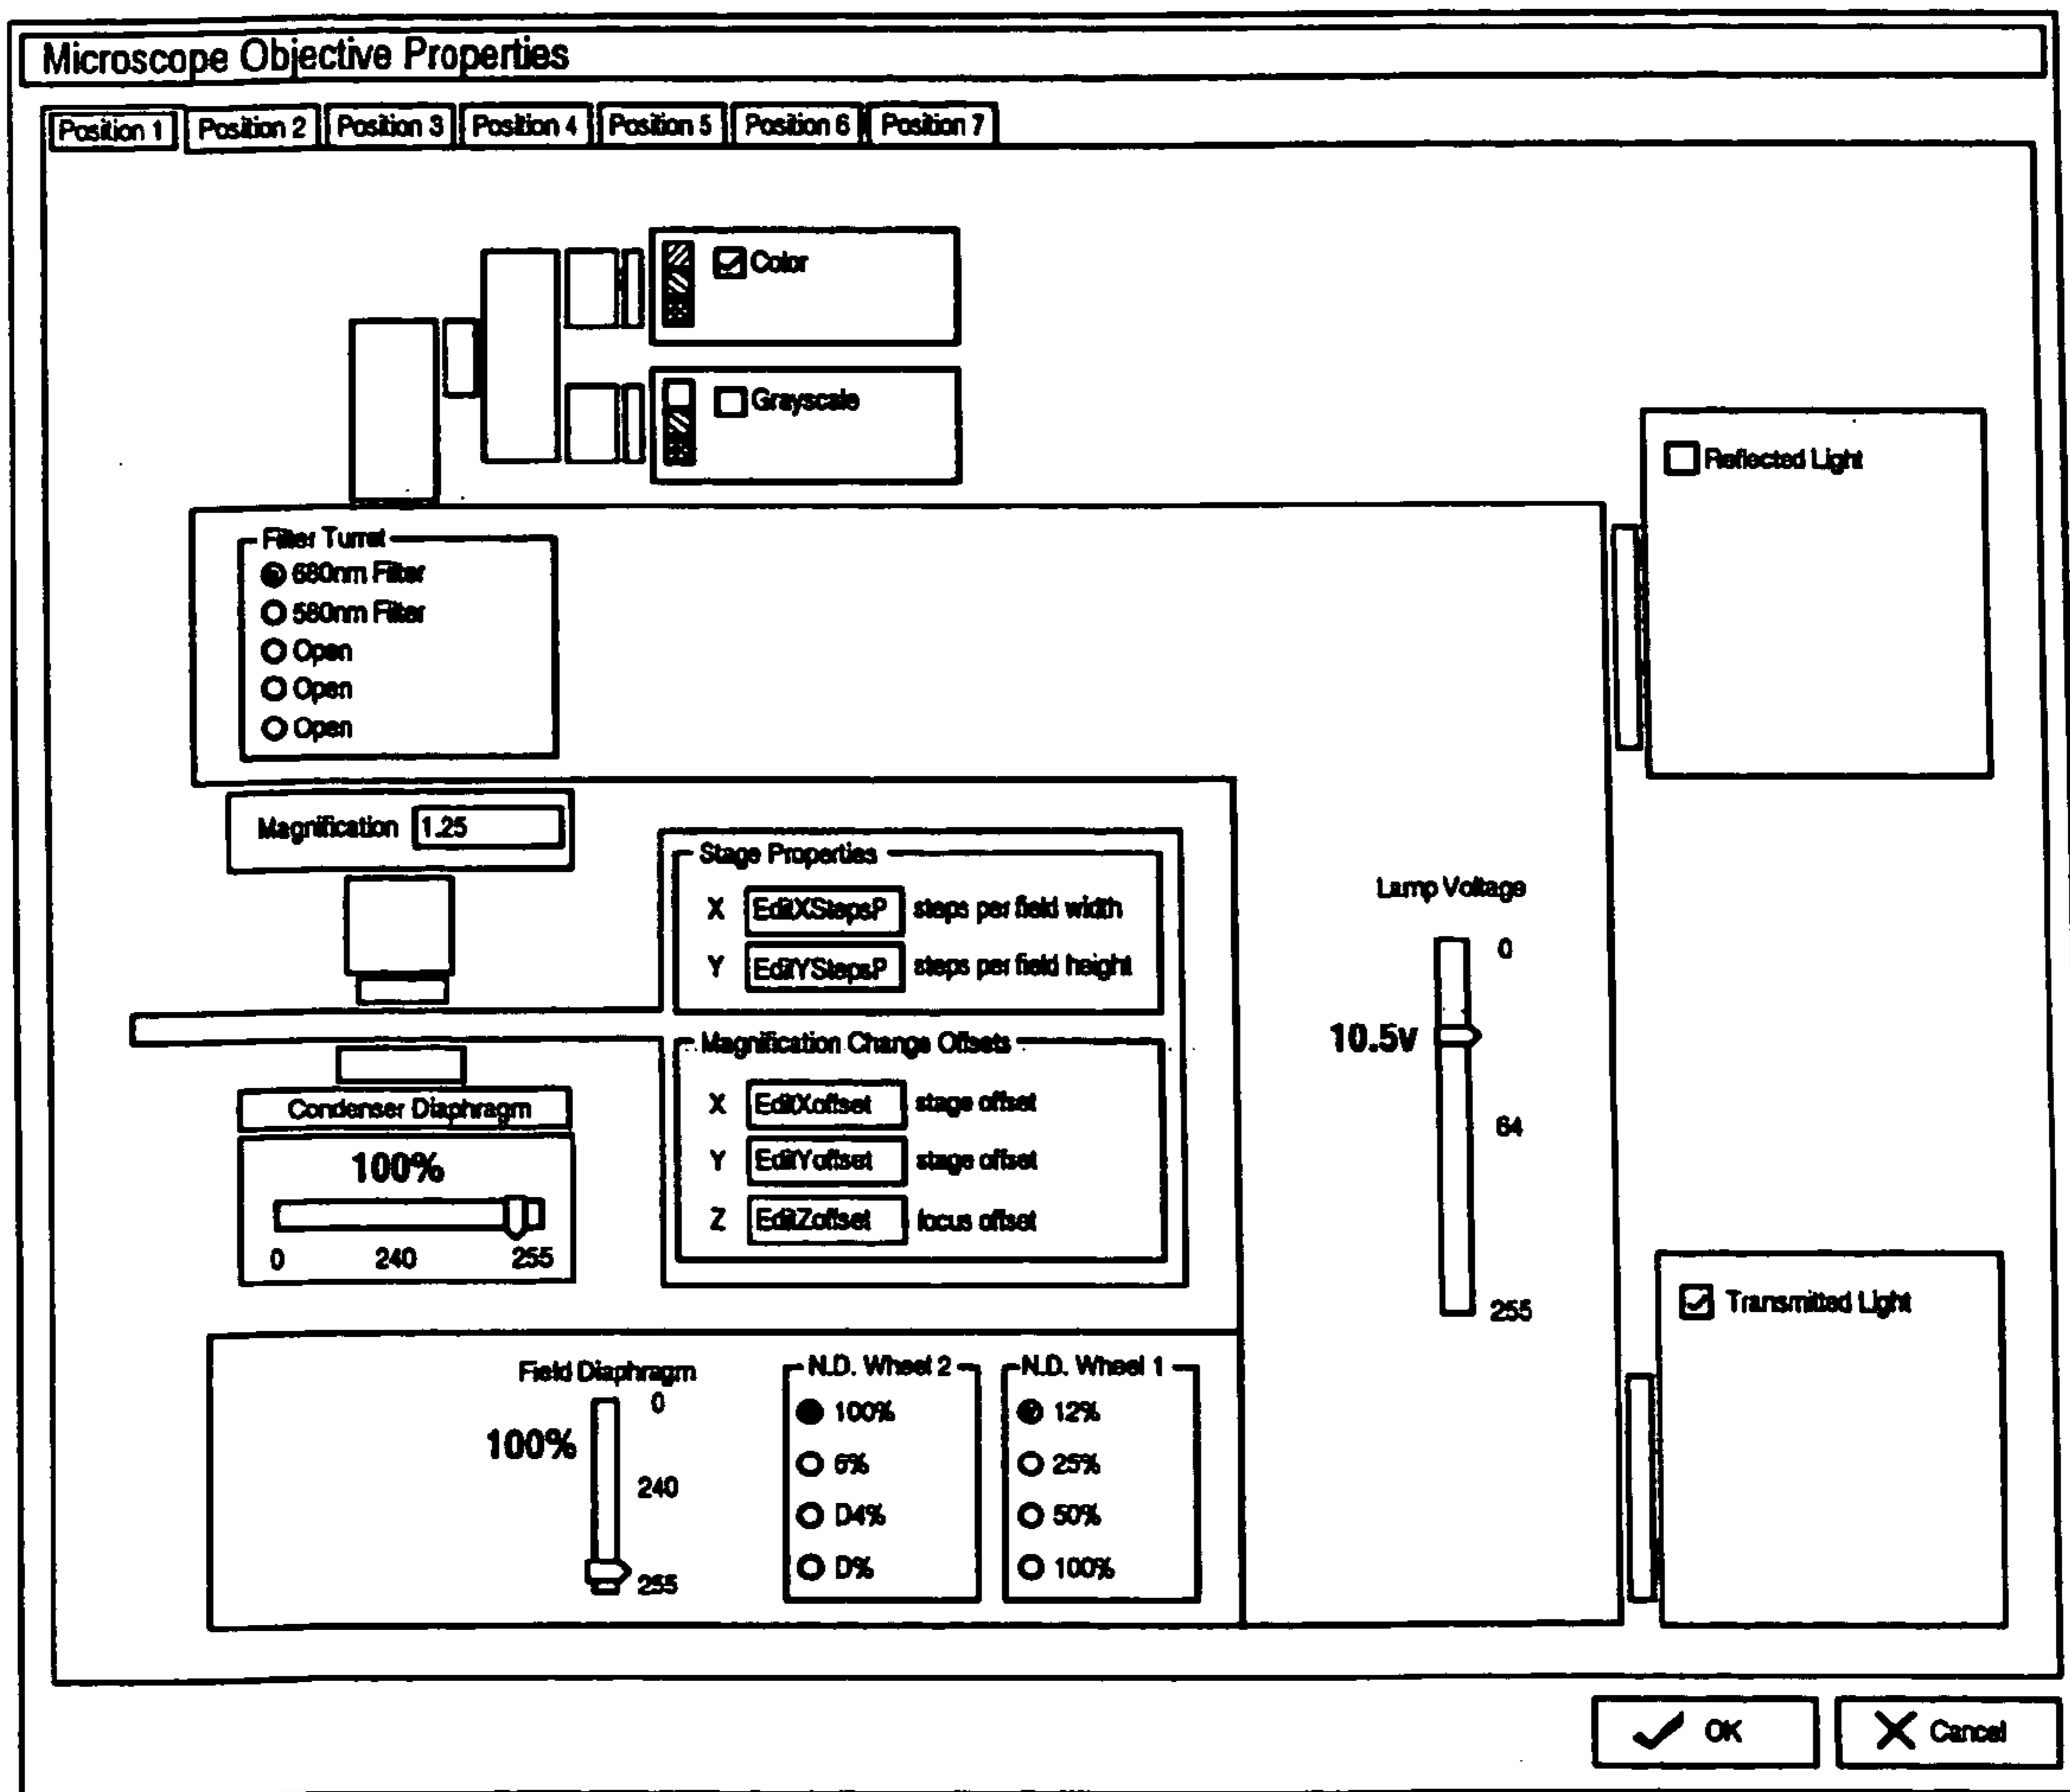 Microscope Objective Properties
Position 1 Position 2 Position 3 Position 4 Position 5 Position 6 Position 7
Color
Grayscale
Reflected Light
Filter Turret
680nm Filter
580nm Filter
Open
Open
Open
Magnification 1.25
Stage Properties
X EditXStepsP steps per field width
Y EditYStepsP steps per field height
Magnification Change Offsets
X EditXoffset stage offset
Y EditYoffset stage offset
Z EditZoffset focus offset
Lamp Voltage
0
10.5v
64
255
Condenser Diaphragm
100%
0 240 255
Transmitted Light
Field Diaphragm
0
100%
240
255
N.D. Wheel 2
100%
6%
D4%
D%
N.D. Wheel 1
12%
25%
50%
100%
OK Cancel